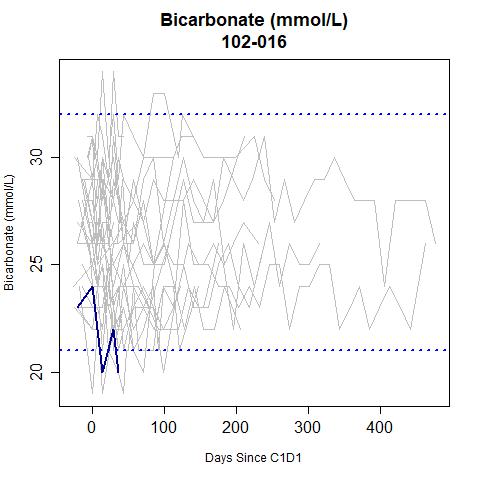 Bicarbonate (mmol/L)
102-016
Bicarbonate (mmol/L)
30
25
20
0 100 200 300 400
Days Since C1D1